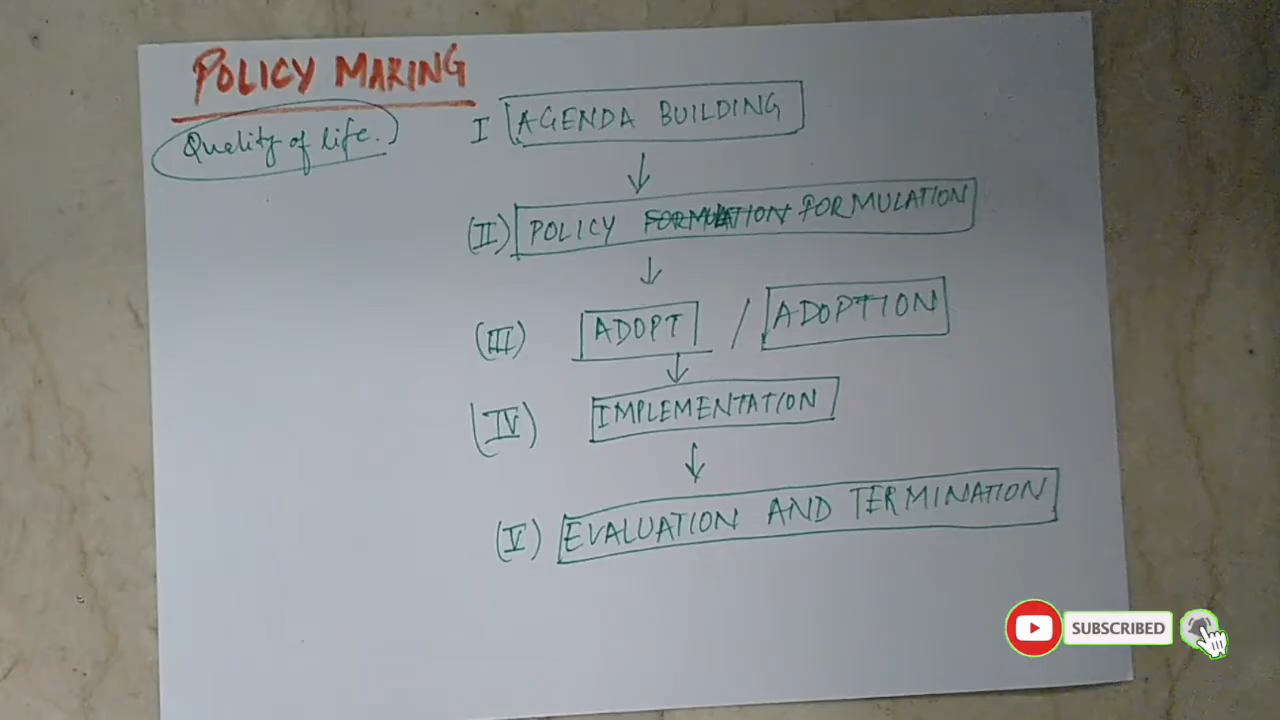 POLICY MAKING
Quality of life.
I AGENDA BUILDING
(II) POLICY FORMULATION FORMULATION
(III) ADOPT / ADOPTION
(IV) IMPLEMENTATION
(V) EVALUATION AND TERMINATION
SUBSCRIBED